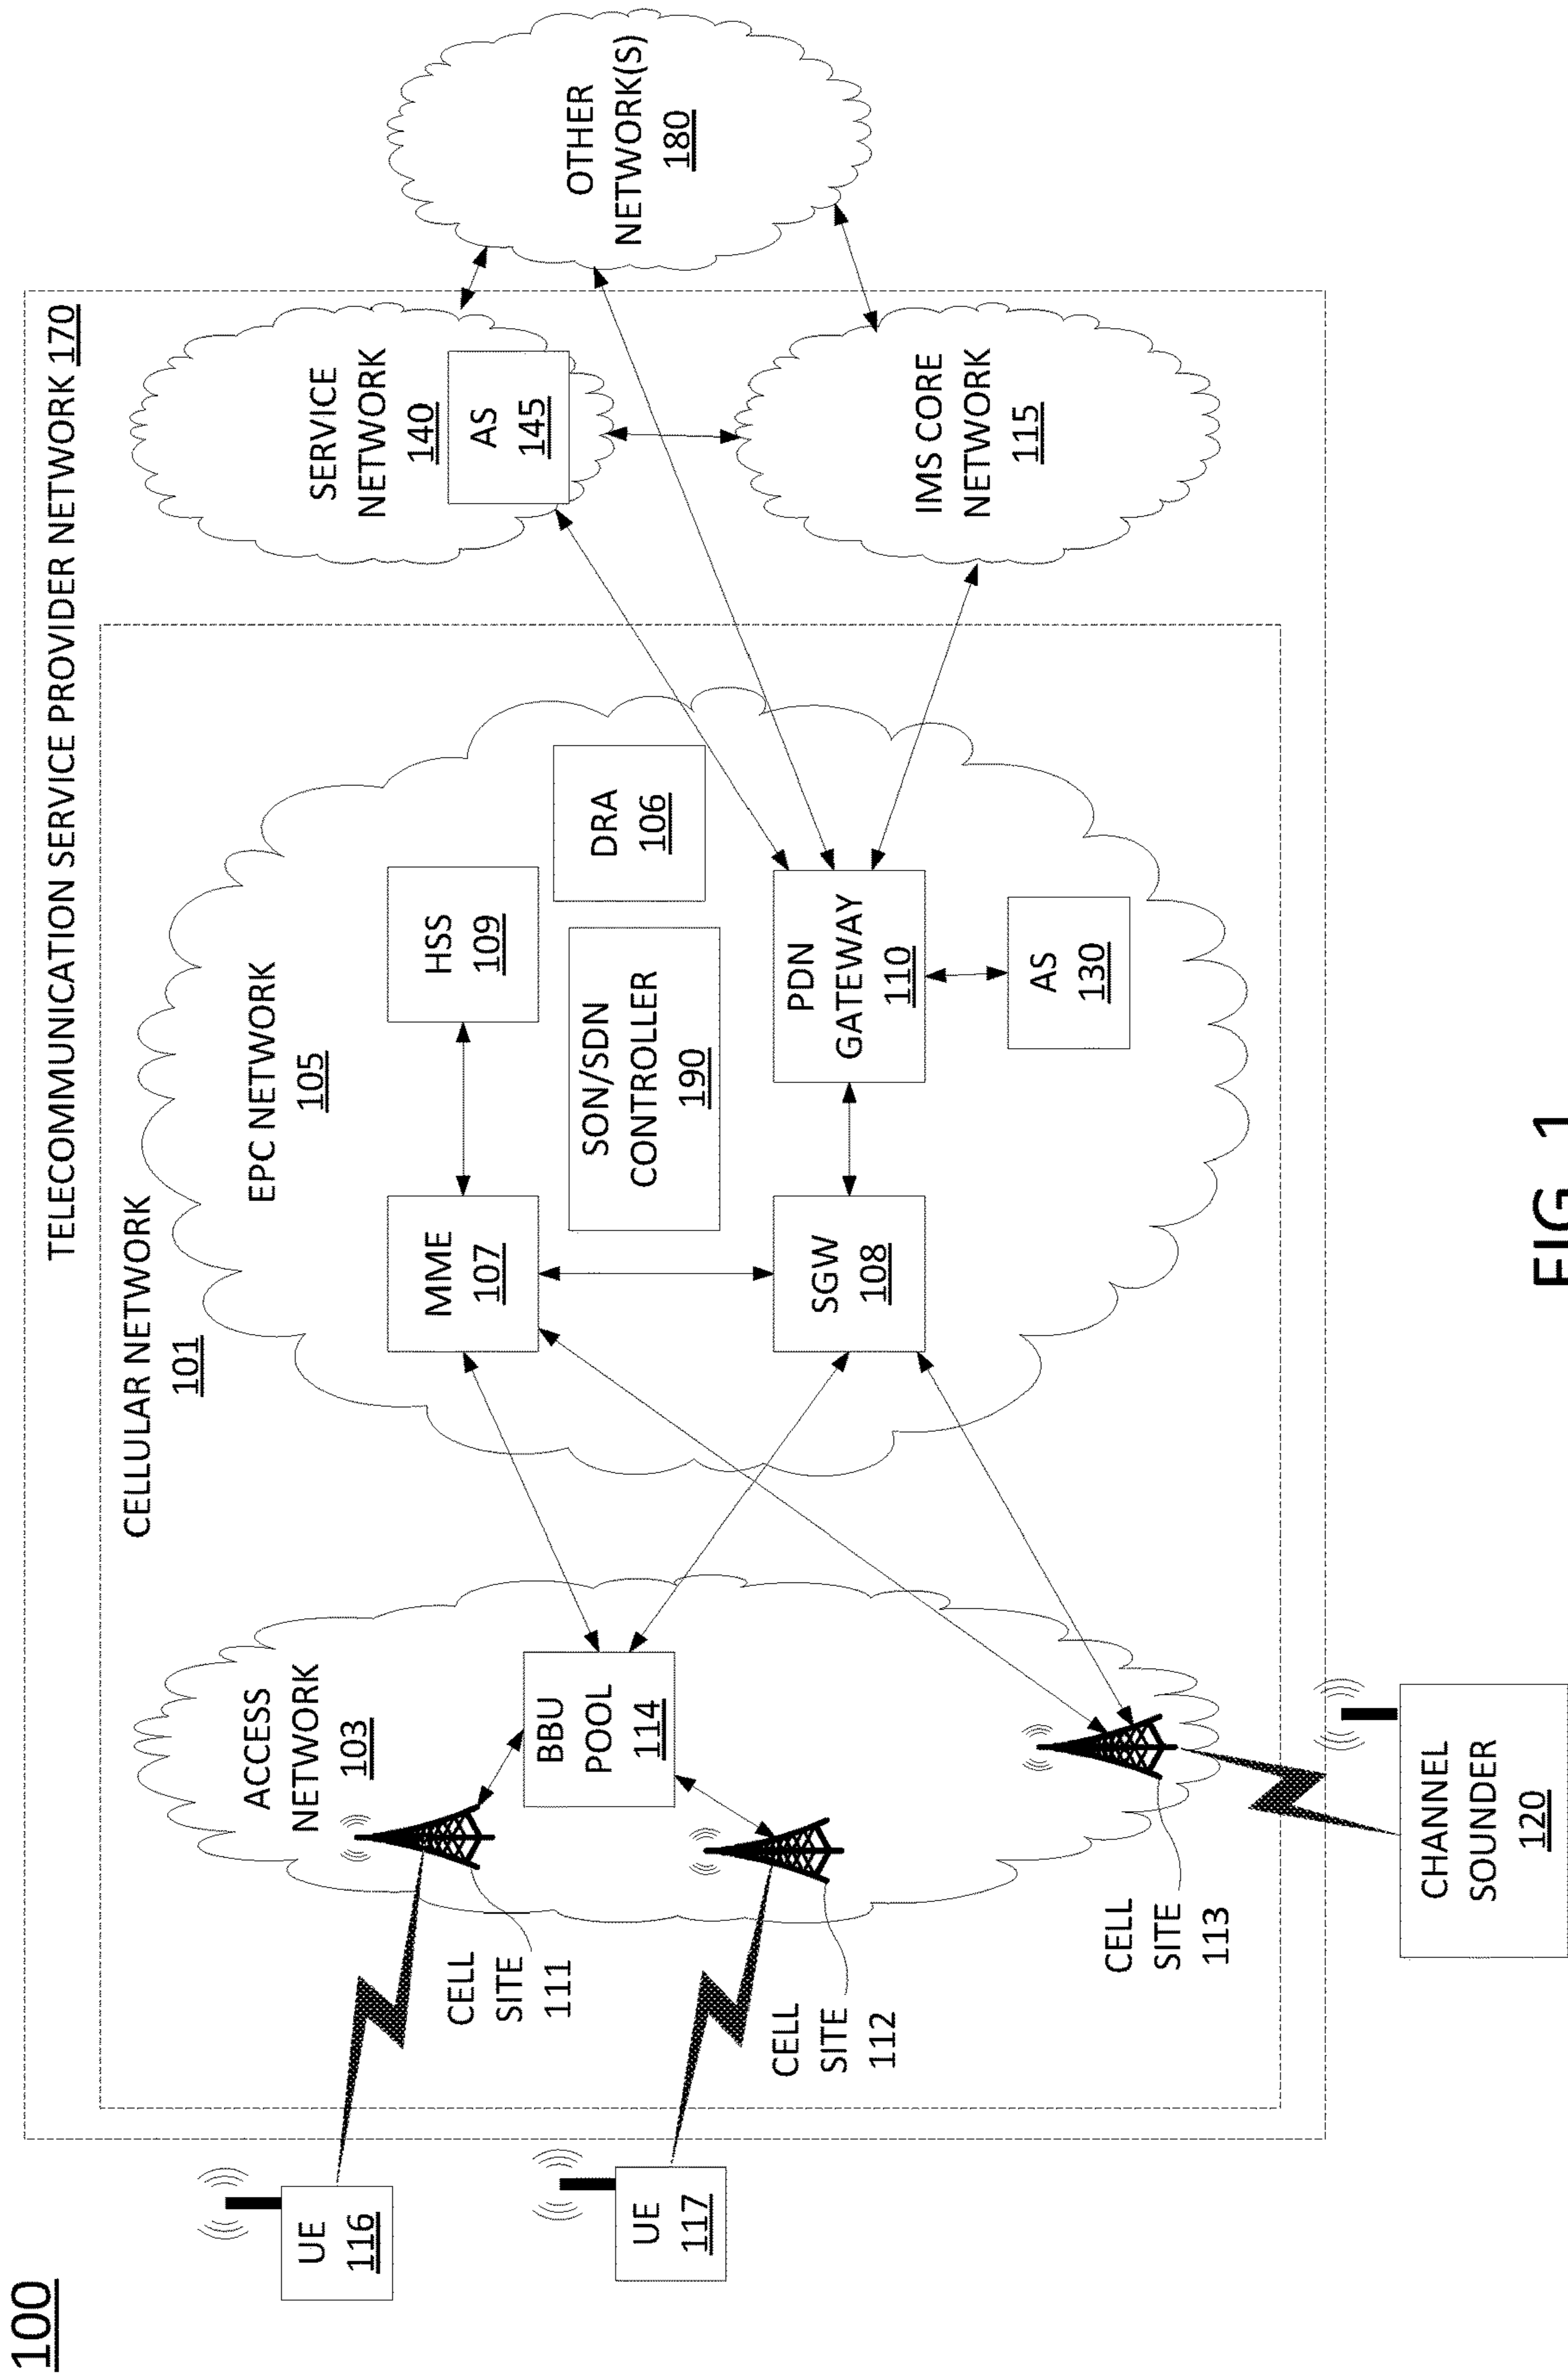 100
TELECOMMUNICATION SERVICE PROVIDER NETWORK 170
CELLULAR NETWORK
101
ACCESS
NETWORK
103
EPC NETWORK
105
SERVICE
NETWORK
140
AS
145
OTHER
NETWORK(S)
180
UE
116
CELL
SITE
111
BBU
POOL
114
MME
107
HSS
109
SON/SDN
CONTROLLER
190
DRA
106
UE
117
CELL
SITE
112
SGW
108
PDN
GATEWAY
110
IMS CORE
NETWORK
115
AS
130
CELL
SITE
113
CHANNEL
SOUNDER
120
FIG. 1